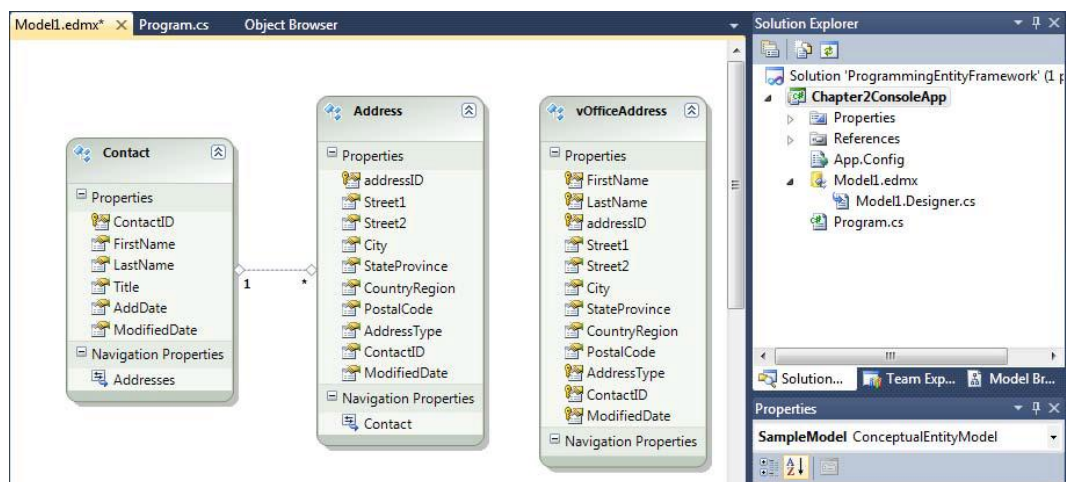 Model1.edmx* Program.cs Object Browser
Contact
Properties
ContactID
FirstName
LastName
Title
AddDate
ModifiedDate
Navigation Properties
Addresses
1 *
Address
Properties
addressID
Street1
Street2
City
StateProvince
CountryRegion
PostalCode
AddressType
ContactID
ModifiedDate
Navigation Properties
Contact
vOfficeAddress
Properties
FirstName
LastName
addressID
Street1
Street2
City
StateProvince
CountryRegion
PostalCode
AddressType
ContactID
ModifiedDate
Navigation Properties
Solution Explorer
Solution 'ProgrammingEntityFramework' (1 p
Chapter2ConsoleApp
Properties
References
App.Config
Model1.edmx
Model1.Designer.cs
Program.cs
Solution... Team Exp... Model Br...
Properties
SampleModel ConceptualEntityModel